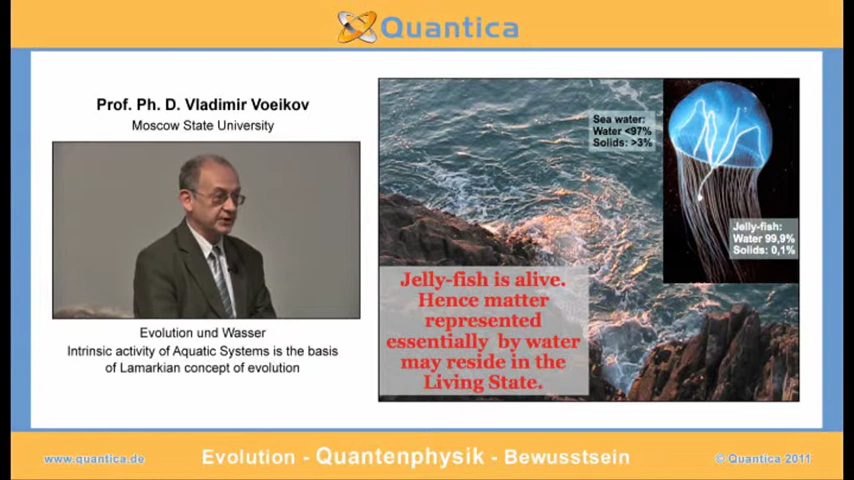 Quantica
Prof. Ph. D. Vladimir Voeikov
Moscow State University
Evolution und Wasser
Intrinsic activity of Aquatic Systems is the basis
of Lamarkian concept of evolution
Sea water:
Water <97%
Solids: >3%
Jelly-fish:
Water 99,9%
Solids: 0,1%
Jelly-fish is alive.
Hence matter
represented
essentially by water
may reside in the
Living State.
www.quantica.de
Evolution - Quantenphysik - Bewusstsein
© Quantica 2011